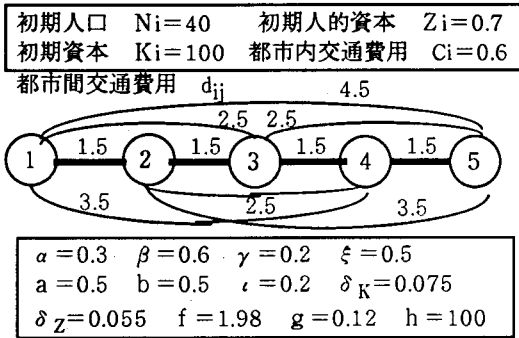 初期人口 Ni=40 初期人的資本 Zi=0.7
初期資本 Ki=100 都市内交通費用 Ci=0.6
都市間交通費用 dij
4.5
2.5 2.5
1 1.5 2 1.5 3 1.5 4 1.5 5
3.5 2.5 3.5
α=0.3 β=0.6 γ=0.2 ξ=0.5
a=0.5 b=0.5 ι=0.2 δK=0.075
δZ=0.055 f=1.98 g=0.12 h=100